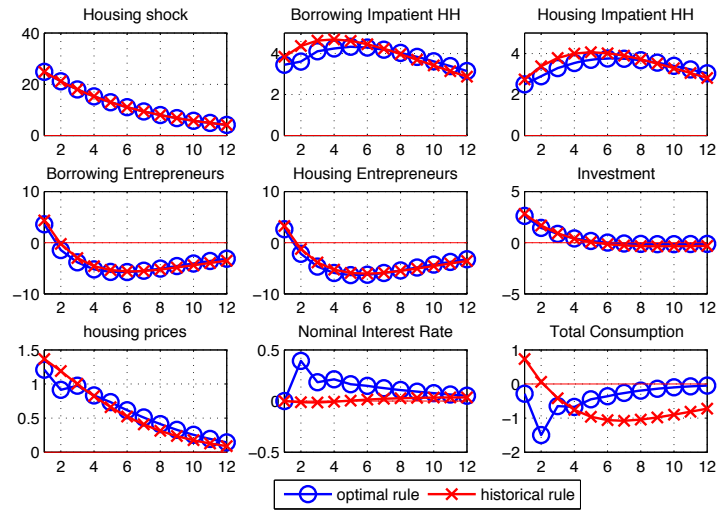 Housing shock
40
20
0
2 4 6 8 10 12
Borrowing Impatient HH
4
2
0
2 4 6 8 10 12
Housing Impatient HH
4
2
0
2 4 6 8 10 12
Borrowing Entrepreneurs
10
0
−10
2 4 6 8 10 12
Housing Entrepreneurs
10
0
−10
2 4 6 8 10 12
Investment
5
0
−5
2 4 6 8 10 12
housing prices
1.5
1
0.5
0
2 4 6 8 10 12
Nominal Interest Rate
0.5
0
−0.5
2 4 6 8 10 12
Total Consumption
1
0
−1
−2
2 4 6 8 10 12
optimal rule historical rule